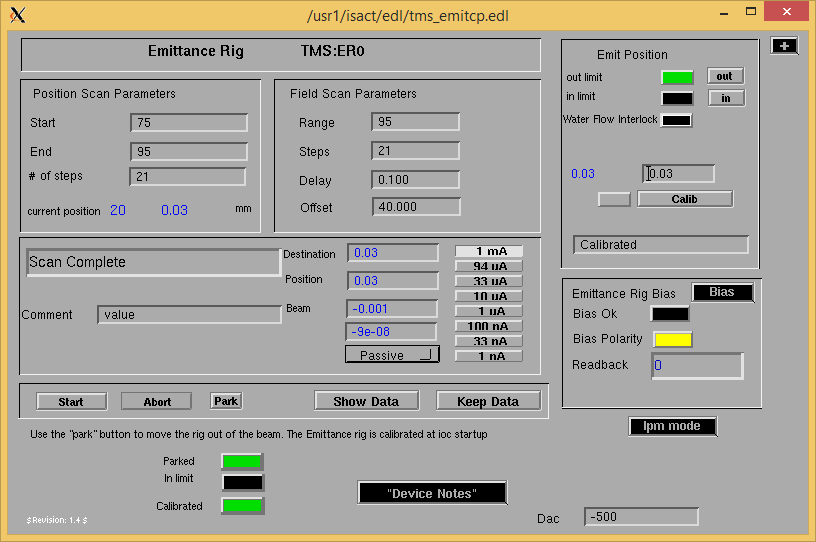 /usr1/isact/edl/tms_emitcp.edl
Emittance Rig TMS:ER0
+
Position Scan Parameters
Start 75
End 95
# of steps 21
current position 20 0.03 mm
Field Scan Parameters
Range 95
Steps 21
Delay 0.100
Offset 40.000
Emit Position
out limit out
in limit in
Water Flow Interlock
0.03 0.03
Calib
Calibrated
Scan Complete
Comment value
Destination 0.03
Position 0.03
Beam -0.001
-9e-08
Passive
1 mA
94 uA
33 uA
10 uA
1 uA
100 nA
33 nA
1 nA
Emittance Rig Bias Bias
Bias Ok
Bias Polarity
Readback 0
Start Abort Park Show Data Keep Data
Ipm mode
Use the "park" button to move the rig out of the beam. The Emittance rig is calibrated at ioc startup
Parked
In limit
Calibrated
"Device Notes"
Dac -500
$Revision: 1.4 $